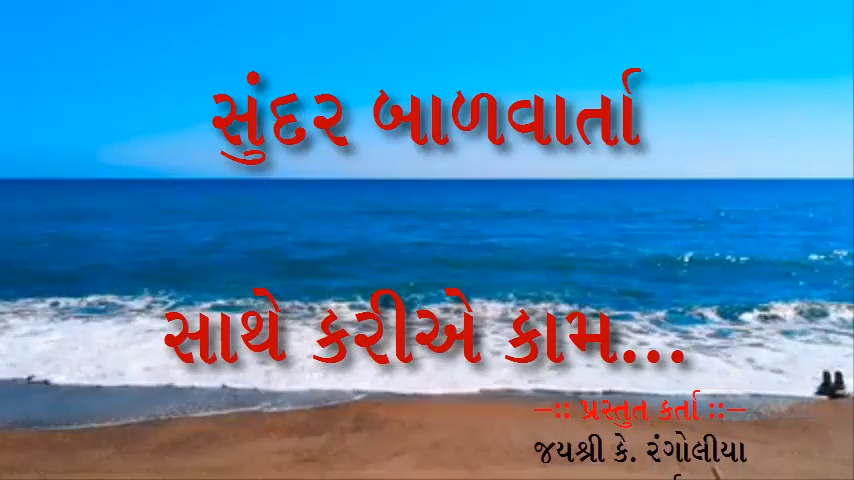 સુંદર બાળવાર્તા
સાથે કરીએ કામ...
–:: પ્રસ્તુત કર્તા ::–
જયશ્રી કે. રંગોલીયા